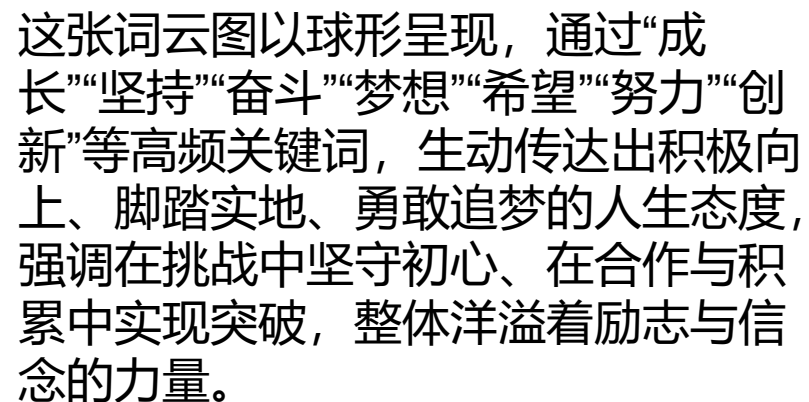 这张词云图以球形呈现，通过“成
长”“坚持”“奋斗”“梦想”“希望”“努力”“创
新”等高频关键词，生动传达出积极向
上、脚踏实地、勇敢追梦的人生态度，
强调在挑战中坚守初心、在合作与积
累中实现突破，整体洋溢着励志与信
念的力量。